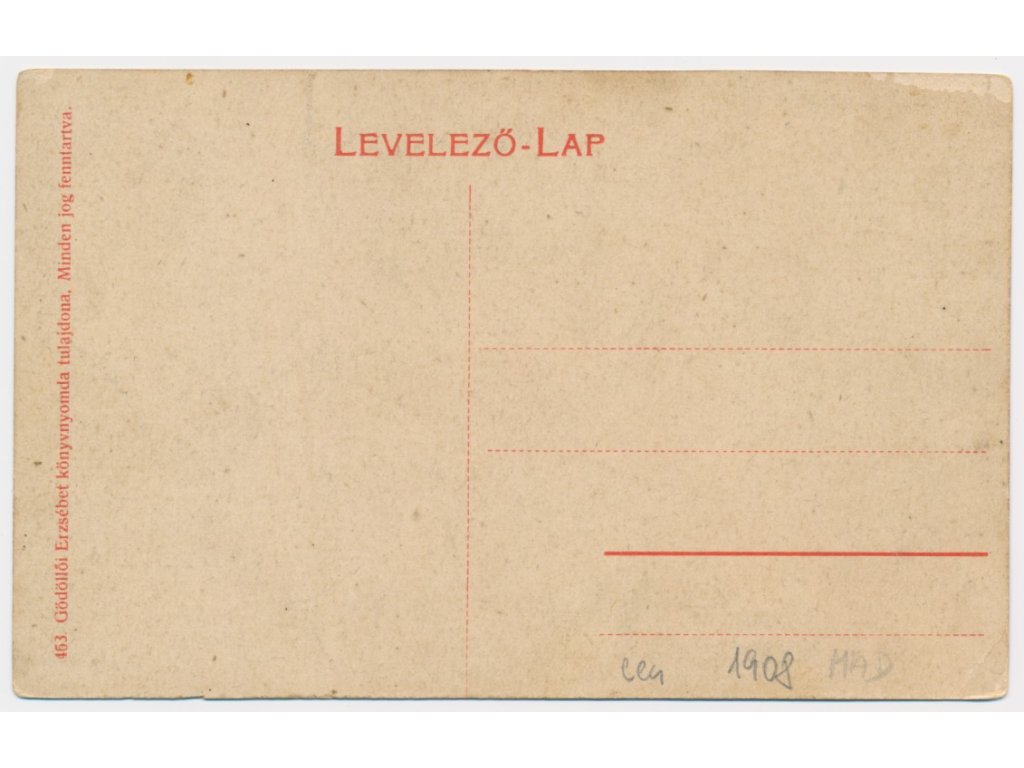 LEVELEZŐ-LAP
463. Gödöllői Erzsébet könyvnyomda tulajdona. Minden jog fenntartva.
1908 MAD